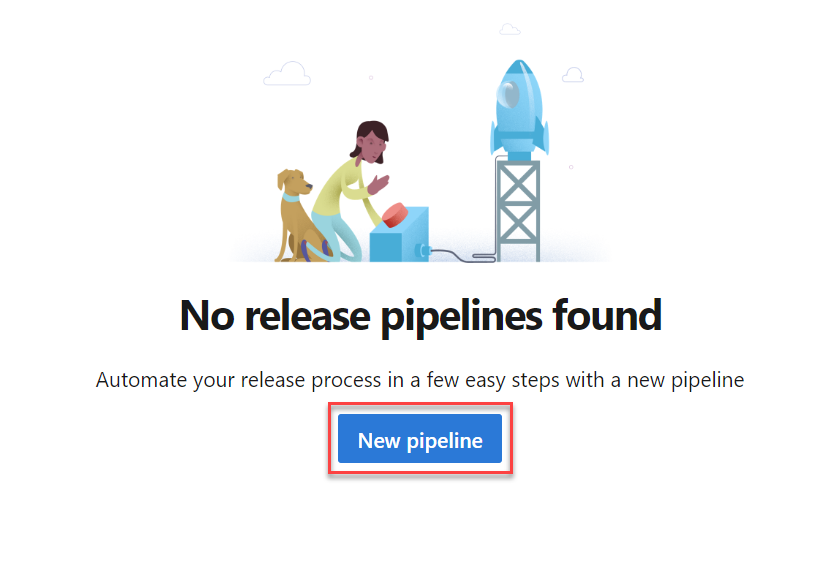 No release pipelines found
Automate your release process in a few easy steps with a new pipeline
New pipeline